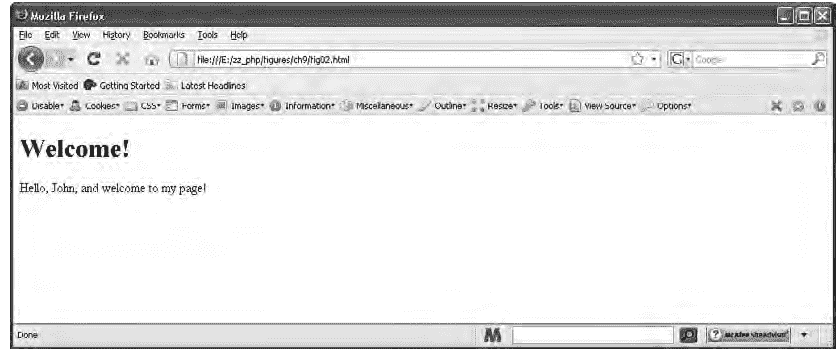 Mozilla Firefox
File Edit View History Bookmarks Tools Help
file:///E:/zz_php/figures/ch9/fig02.html
Google
Most Visited Getting Started Latest Headlines
Disable Cookies CSS Forms Images Information Miscellaneous Outline Resize Tools View Source Options
Welcome!
Hello, John, and welcome to my page!
Done
McAfee SiteAdvisor